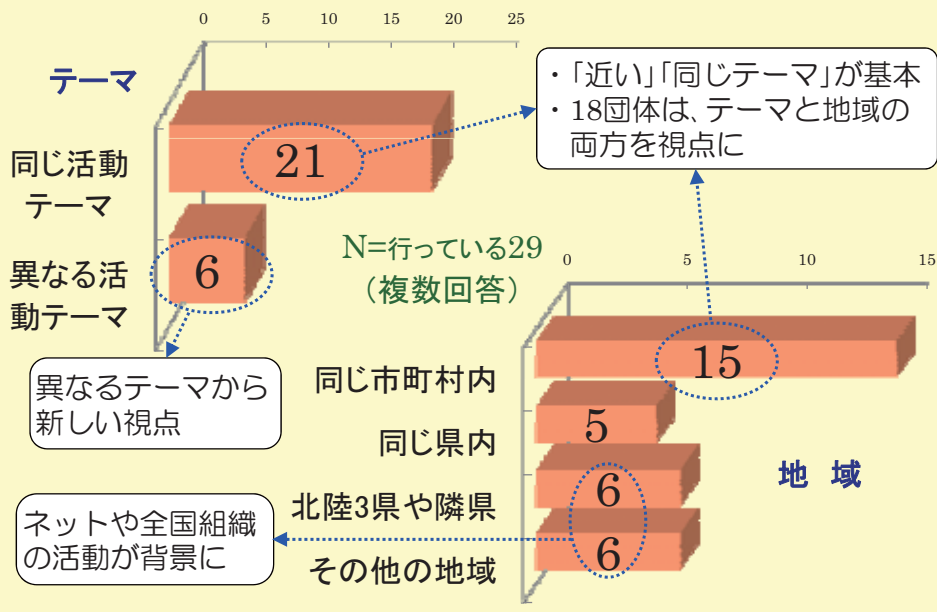 0 5 10 15 20 25
テーマ
同じ活動
テーマ
21
異なる活
動テーマ
6
・「近い」「同じテーマ」が基本
・18団体は、テーマと地域の
両方を視点に
異なるテーマから
新しい視点
N=行っている29
(複数回答)
0 5 10 15
同じ市町村内
15
同じ県内
5
北陸3県や隣県
6
その他の地域
6
地 域
ネットや全国組織
の活動が背景に